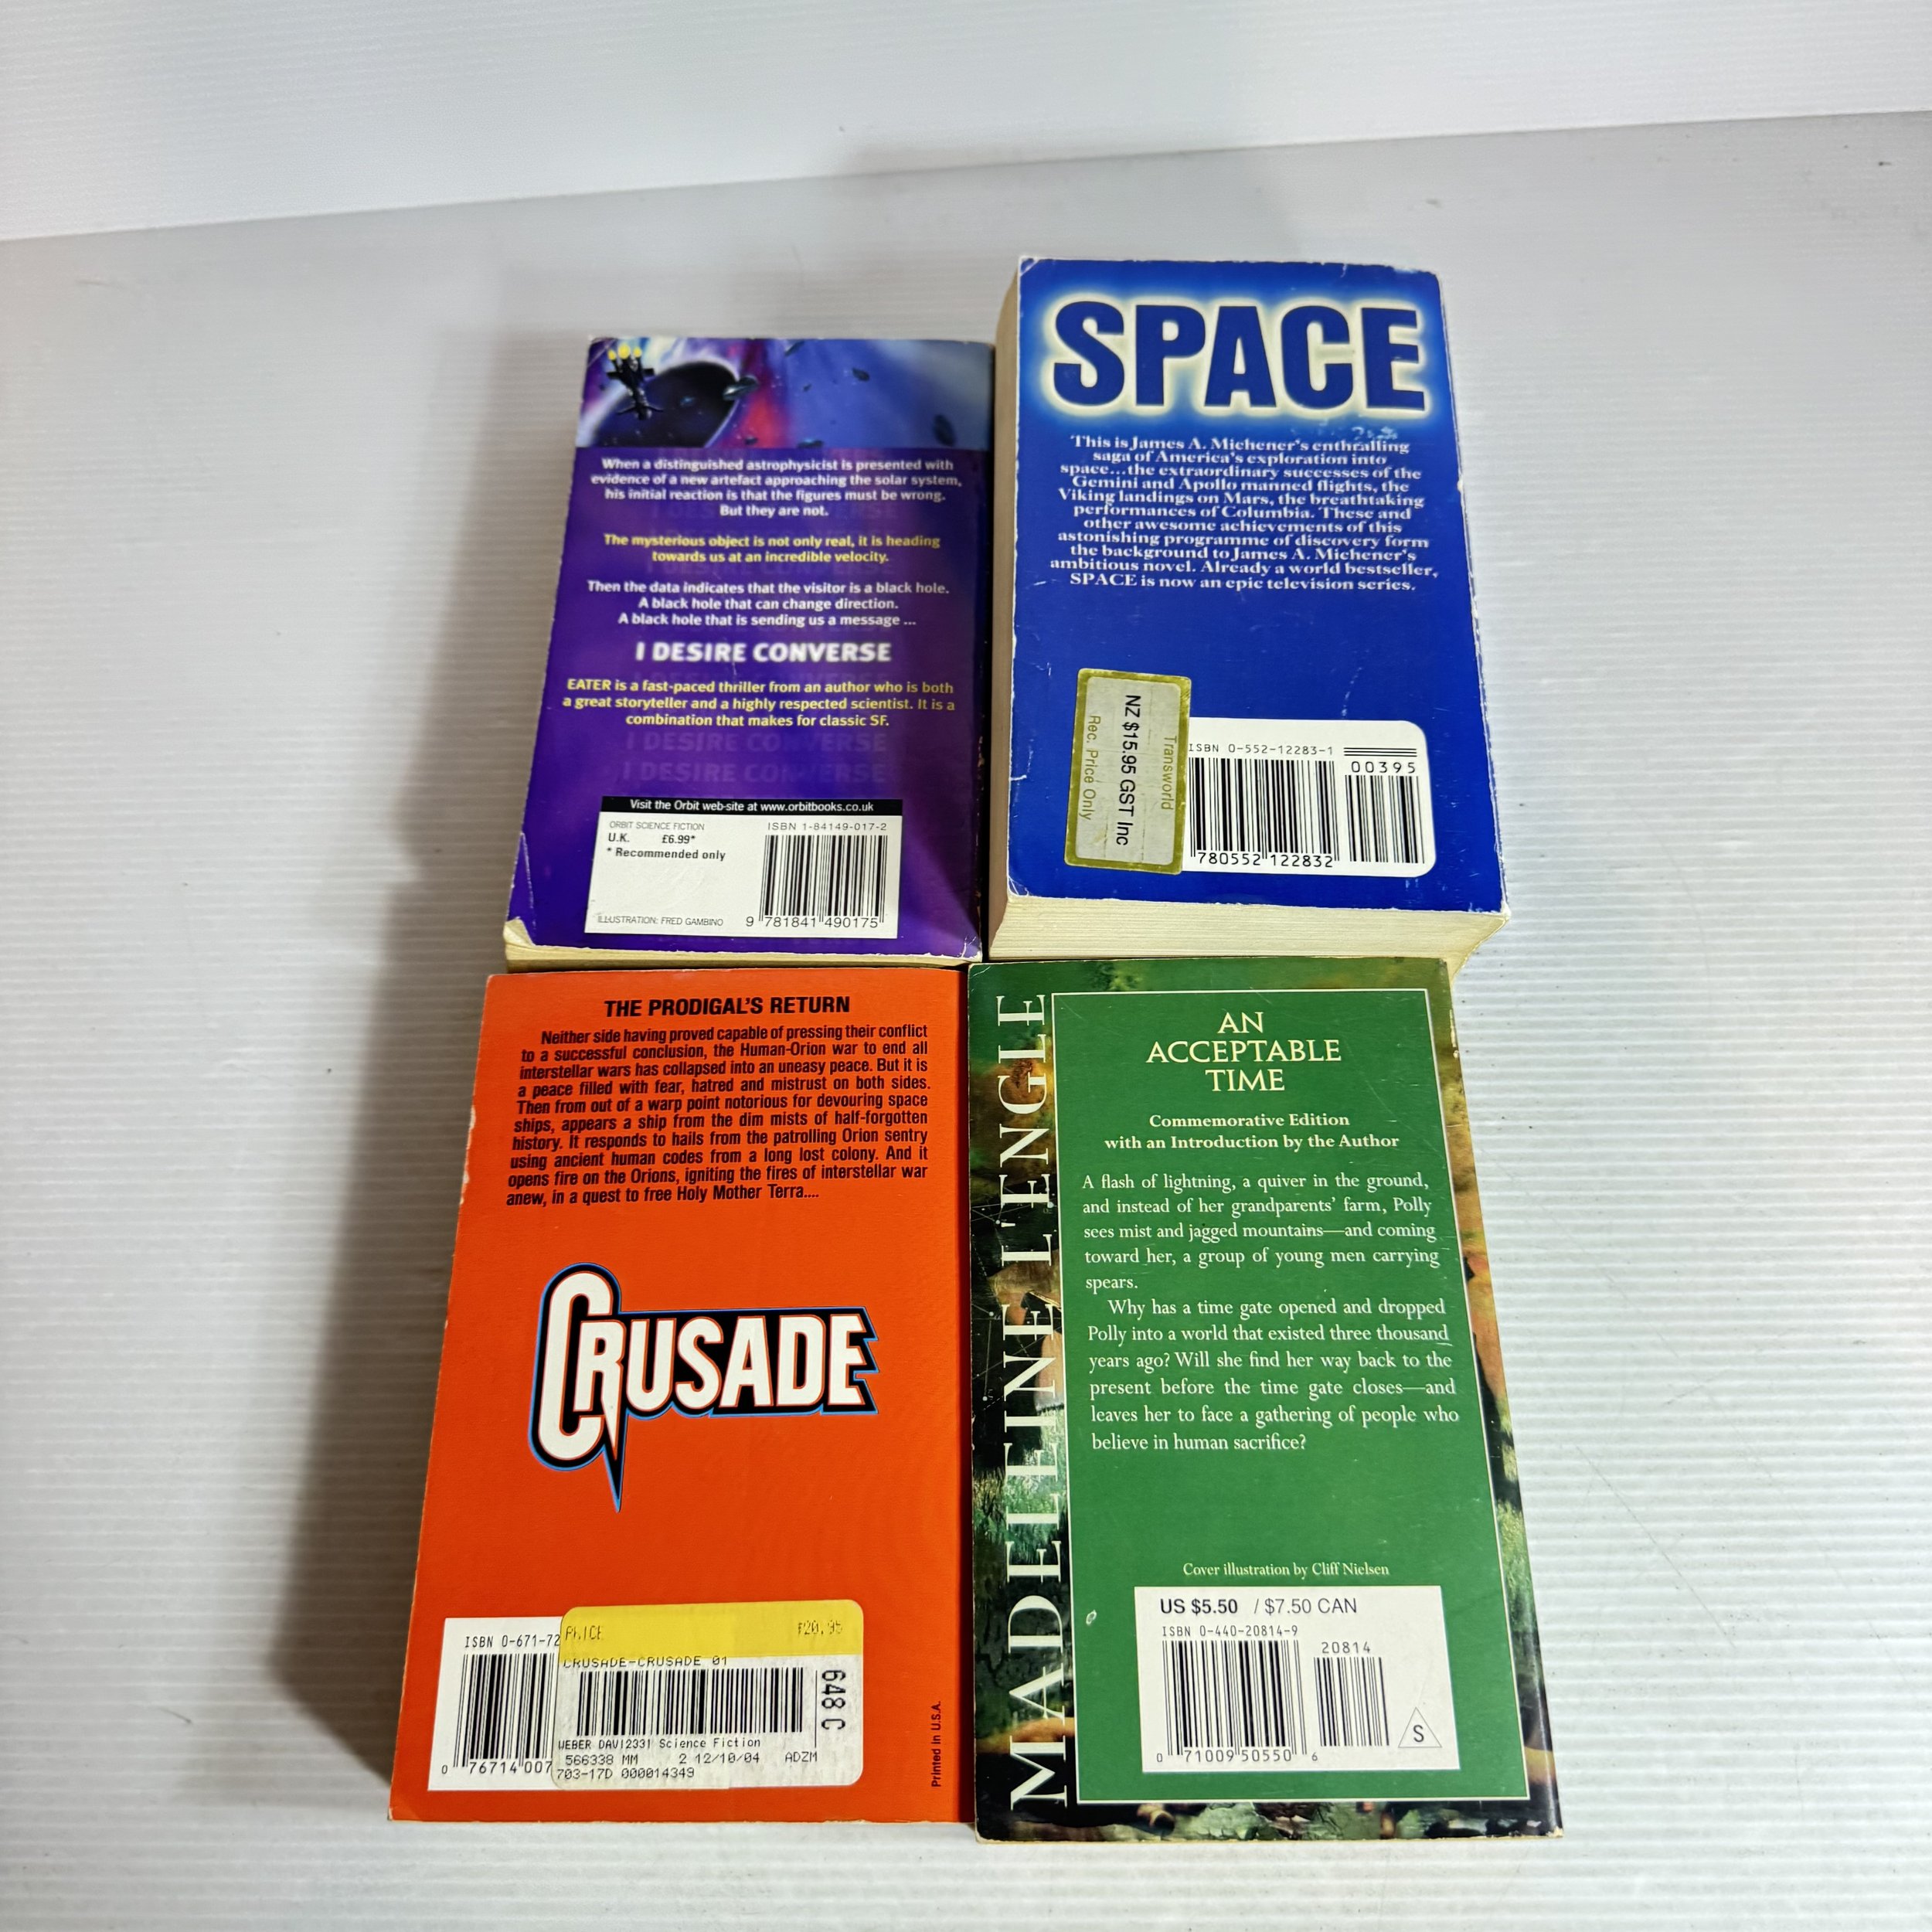 When a distinguished astrophysicist is presented with
evidence of a new artefact approaching the solar system,
his initial reaction is that the figures must be wrong.
But they are not.
The mysterious object is not only real, it is heading
towards us at an incredible velocity.
Then the data indicates that the visitor is a black hole.
A black hole that can change direction.
A black hole that is sending us a message ...
I DESIRE CONVERSE
EATER is a fast-paced thriller from an author who is both
a great storyteller and a highly respected scientist. It is a
combination that makes for classic SF.
I DESIRE CONVERSE
I DESIRE CONVERSE
Visit the Orbit web-site at www.orbitbooks.co.uk
ORBIT SCIENCE FICTION
U.K. £6.99*
* Recommended only
ISBN 1-84149-017-2
ILLUSTRATION: FRED GAMBINO
9 781841 490175
SPACE
This is James A. Michener's enthralling
saga of America's exploration into
space...the extraordinary successes of the
Gemini and Apollo manned flights, the
Viking landings on Mars, the breathtaking
performances of Columbia. These and
other awesome achievements of this
astonishing programme of discovery form
the background to James A. Michener's
ambitious novel. Already a world bestseller,
SPACE is now an epic television series.
Transworld
NZ $15.95 GST Inc
Rec. Price Only
ISBN 0-552-12283-1
00395
780552 122832
THE PRODIGAL'S RETURN
Neither side having proved capable of pressing their conflict
to a successful conclusion, the Human-Orion war to end all
interstellar wars has collapsed into an uneasy peace. But it is
a peace filled with fear, hatred and mistrust on both sides.
Then from out of a warp point notorious for devouring space
ships, appears a ship from the dim mists of half-forgotten
history. It responds to hails from the patrolling Orion sentry
using ancient human codes from a long lost colony. And it
opens fire on the Orions, igniting the fires of interstellar war
anew, in a quest to free Holy Mother Terra....
CRUSADE
ISBN 0-671-72
0 76714 007
PRICE $20.95
CRUSADE-CRUSADE 01
648 C
WEBER DAV|233| Science Fiction
566338 MM 2 12/10/04 ADZM
703-17D 000014349
Printed in U.S.A.
MADELEINE L'ENGLE
AN
ACCEPTABLE
TIME
Commemorative Edition
with an Introduction by the Author
A flash of lightning, a quiver in the ground,
and instead of her grandparents' farm, Polly
sees mist and jagged mountains—and coming
toward her, a group of young men carrying
spears.
Why has a time gate opened and dropped
Polly into a world that existed three thousand
years ago? Will she find her way back to the
present before the time gate closes—and
leaves her to face a gathering of people who
believe in human sacrifice?
Cover illustration by Cliff Nielsen
US $5.50 / $7.50 CAN
ISBN 0-440-20814-9
20814
0 71009 50550 6
S